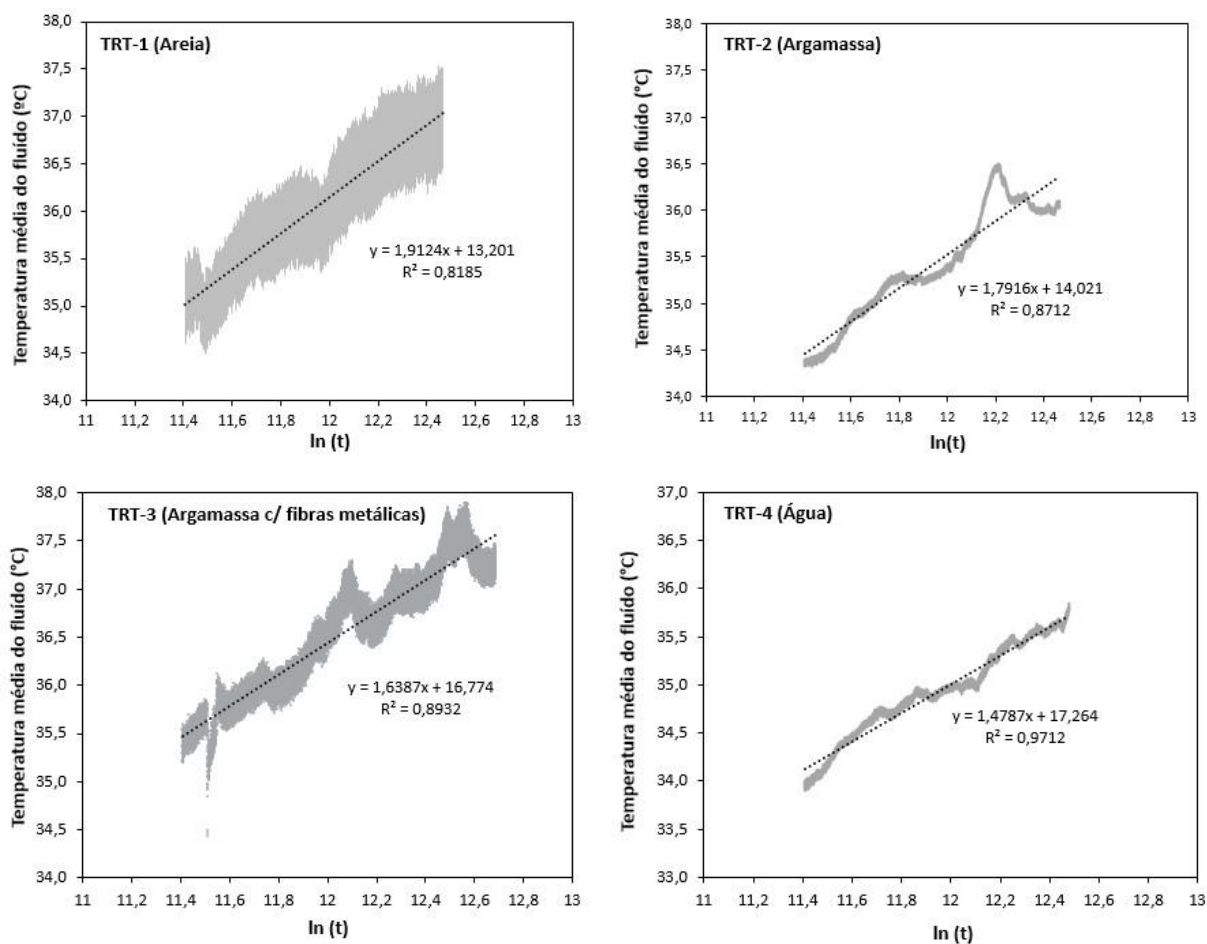 TRT-1 (Areia)
Temperatura média do fluído (ºC)
38,0
37,5
37,0
36,5
36,0
35,5
35,0
34,5
34,0
y = 1,9124x + 13,201
R² = 0,8185
11 11,2 11,4 11,6 11,8 12 12,2 12,4 12,6 12,8 13
ln (t)
TRT-2 (Argamassa)
Temperatura média do fluído (°C)
38,0
37,5
37,0
36,5
36,0
35,5
35,0
34,5
34,0
y = 1,7916x + 14,021
R² = 0,8712
11 11,2 11,4 11,6 11,8 12 12,2 12,4 12,6 12,8 13
ln(t)
TRT-3 (Argamassa c/ fibras metálicas)
Temperatura média do fluído (°C)
38,0
37,5
37,0
36,5
36,0
35,5
35,0
34,5
34,0
y = 1,6387x + 16,774
R² = 0,8932
11 11,2 11,4 11,6 11,8 12 12,2 12,4 12,6 12,8 13
ln (t)
TRT-4 (Água)
Temperatura média do fluído (°C)
37,0
36,5
36,0
35,5
35,0
34,5
34,0
33,5
33,0
y = 1,4787x + 17,264
R² = 0,9712
11 11,2 11,4 11,6 11,8 12 12,2 12,4 12,6 12,8 13
ln (t)